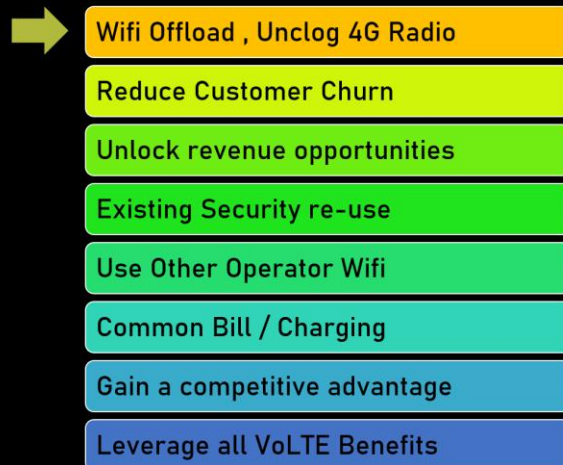 Wifi Offload , Unclog 4G Radio
Reduce Customer Churn
Unlock revenue opportunities
Existing Security re-use
Use Other Operator Wifi
Common Bill / Charging
Gain a competitive advantage
Leverage all VoLTE Benefits